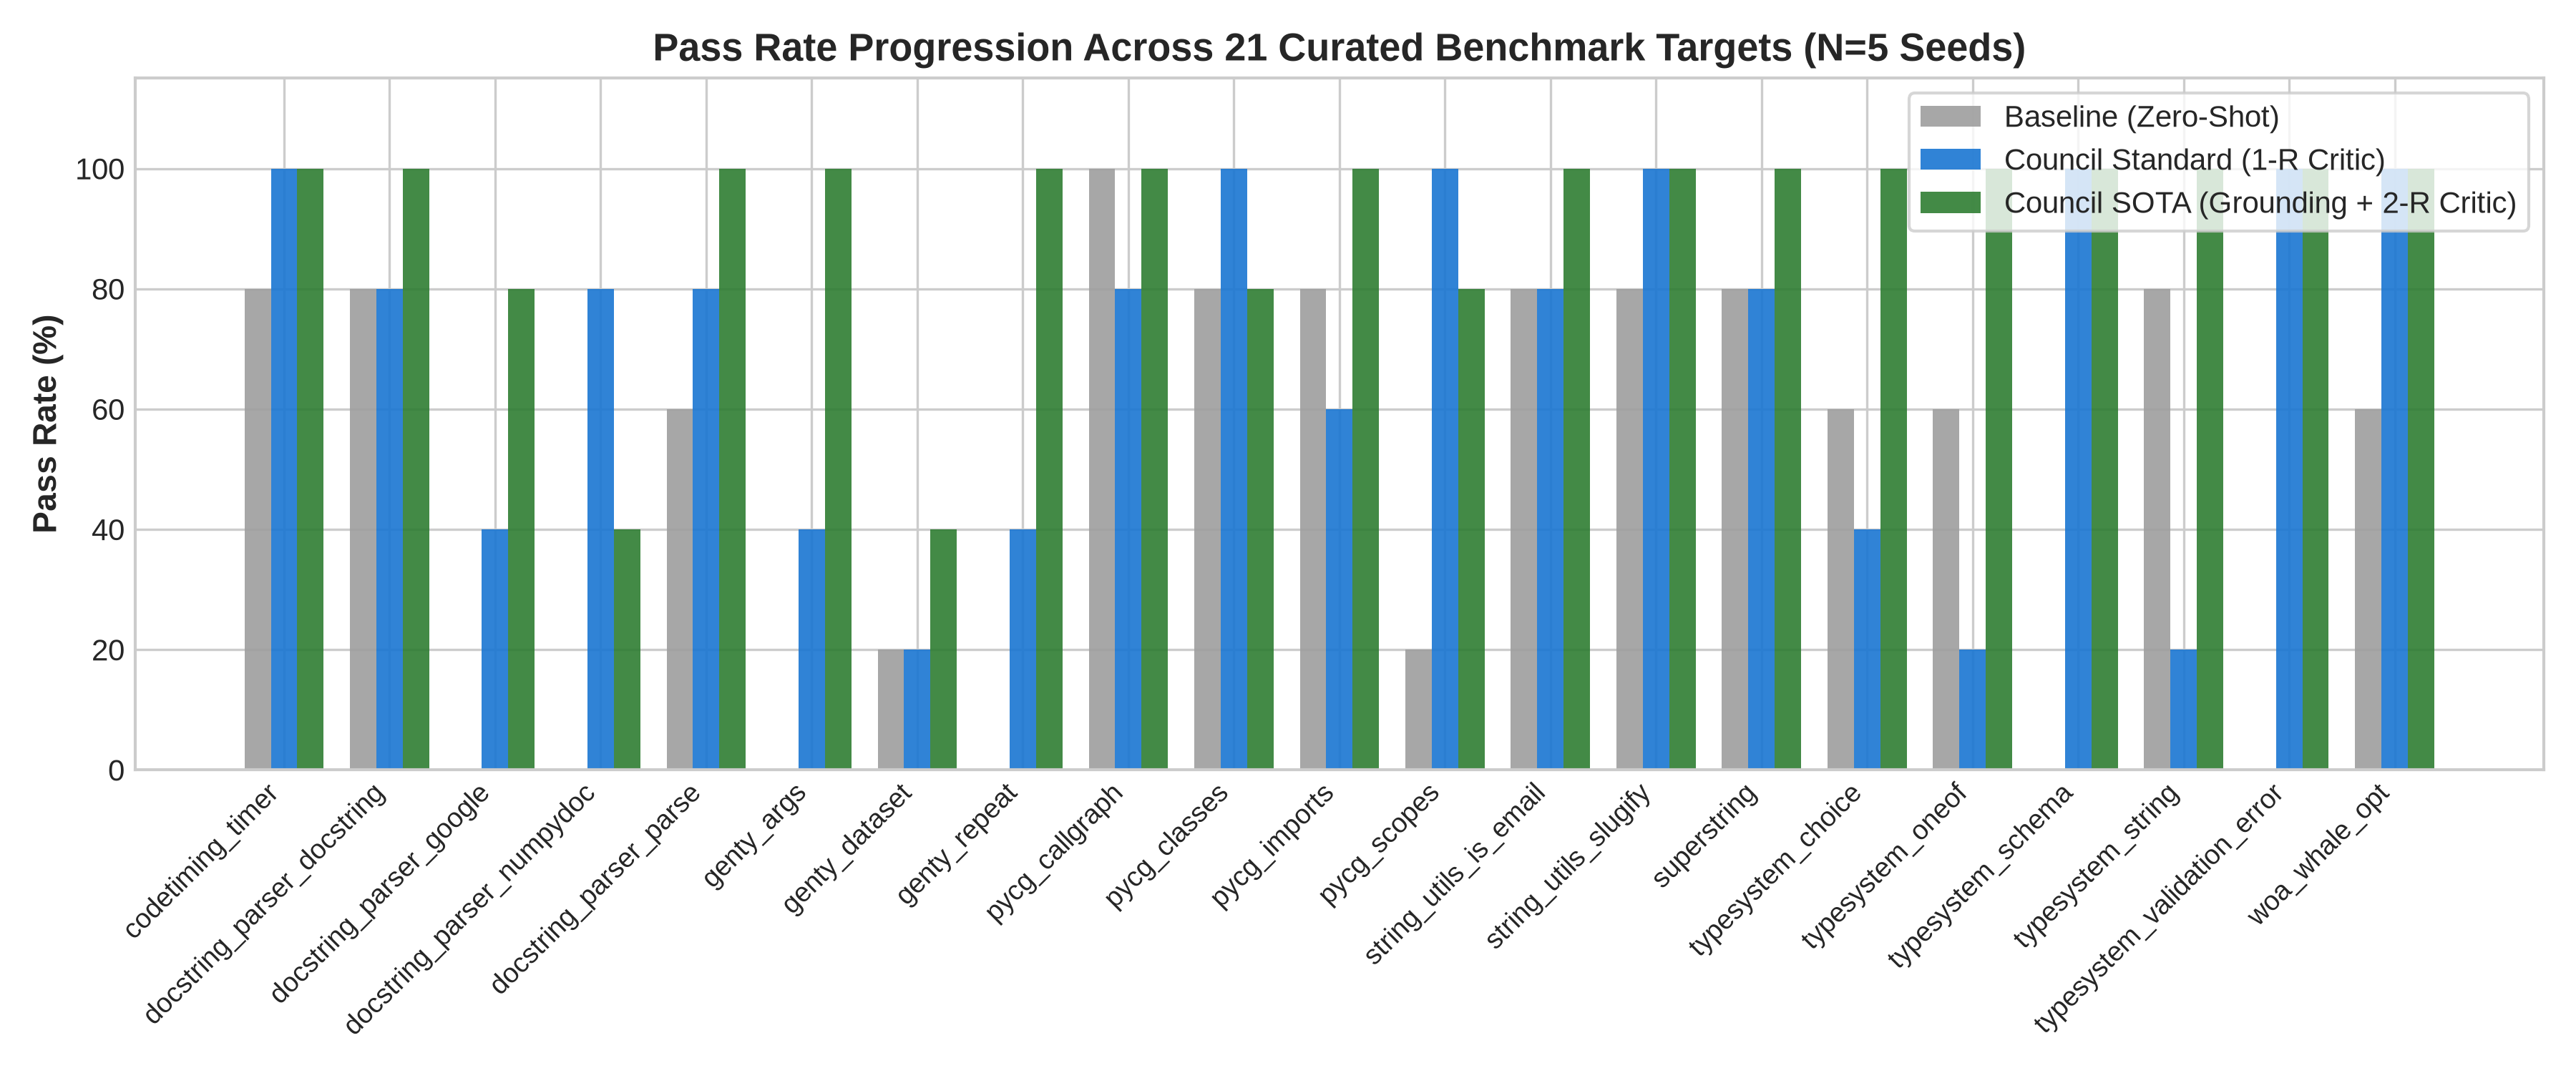 Pass Rate Progression Across 21 Curated Benchmark Targets (N=5 Seeds)
Baseline (Zero-Shot)
Council Standard (1-R Critic)
Council SOTA (Grounding + 2-R Critic)
Pass Rate (%)
100
80
60
40
20
0
codetiming_timer
docstring_parser_docstring
docstring_parser_google
docstring_parser_numpydoc
docstring_parser_parse
genty_args
genty_dataset
genty_repeat
pycg_callgraph
pycg_classes
pycg_imports
pycg_scopes
string_utils_is_email
string_utils_slugify
superstring
typesystem_choice
typesystem_oneof
typesystem_schema
typesystem_string
typesystem_validation_error
woa_whale_opt